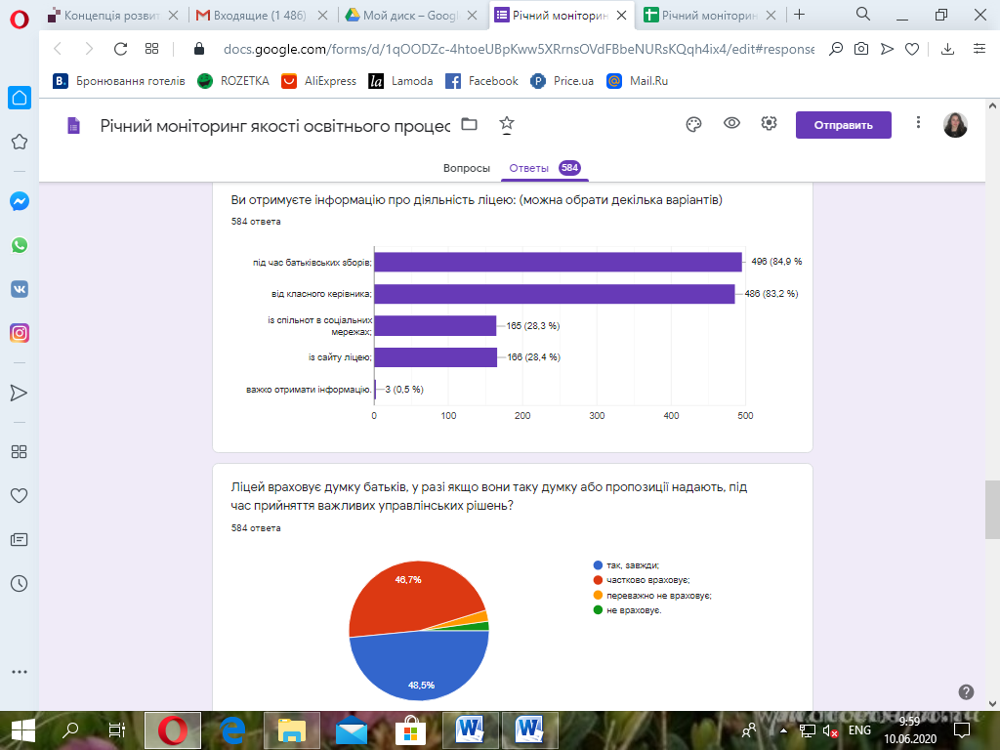 Концепція розвит
Входящие (1 486)
Мой диск – Googl
Річний моніторин
Річний моніторин
docs.google.com/forms/d/1qOODZc-4htoeUBpKww5XRrnsOVdFBbeNURsKQqh4ix4/edit#response
B. Бронювання готелів
ROZETKA
AliExpress
la Lamoda
Facebook
P Price.ua
@ Mail.Ru
Річний моніторинг якості освітнього процес
Отправить
Вопросы
Ответы 584
Ви отримуєте інформацію про діяльність ліцею: (можна обрати декілька варіантів)
584 ответа
під час батьківських зборів; 496 (84,9 %
від класного керівника; 486 (83,2 %)
із спільнот в соціальних
мережах; 165 (28,3 %)
із сайту ліцею; 166 (28,4 %)
важко отримати інформацію. 3 (0,5 %)
0 100 200 300 400 500
Ліцей враховує думку батьків, у разі якщо вони таку думку або пропозиції надають, під
час прийняття важливих управлінських рішень?
584 ответа
46,7%
48,5%
так, завжди;
частково враховує;
переважно не враховує;
не враховує.
ENG
9:59
10.06.2020